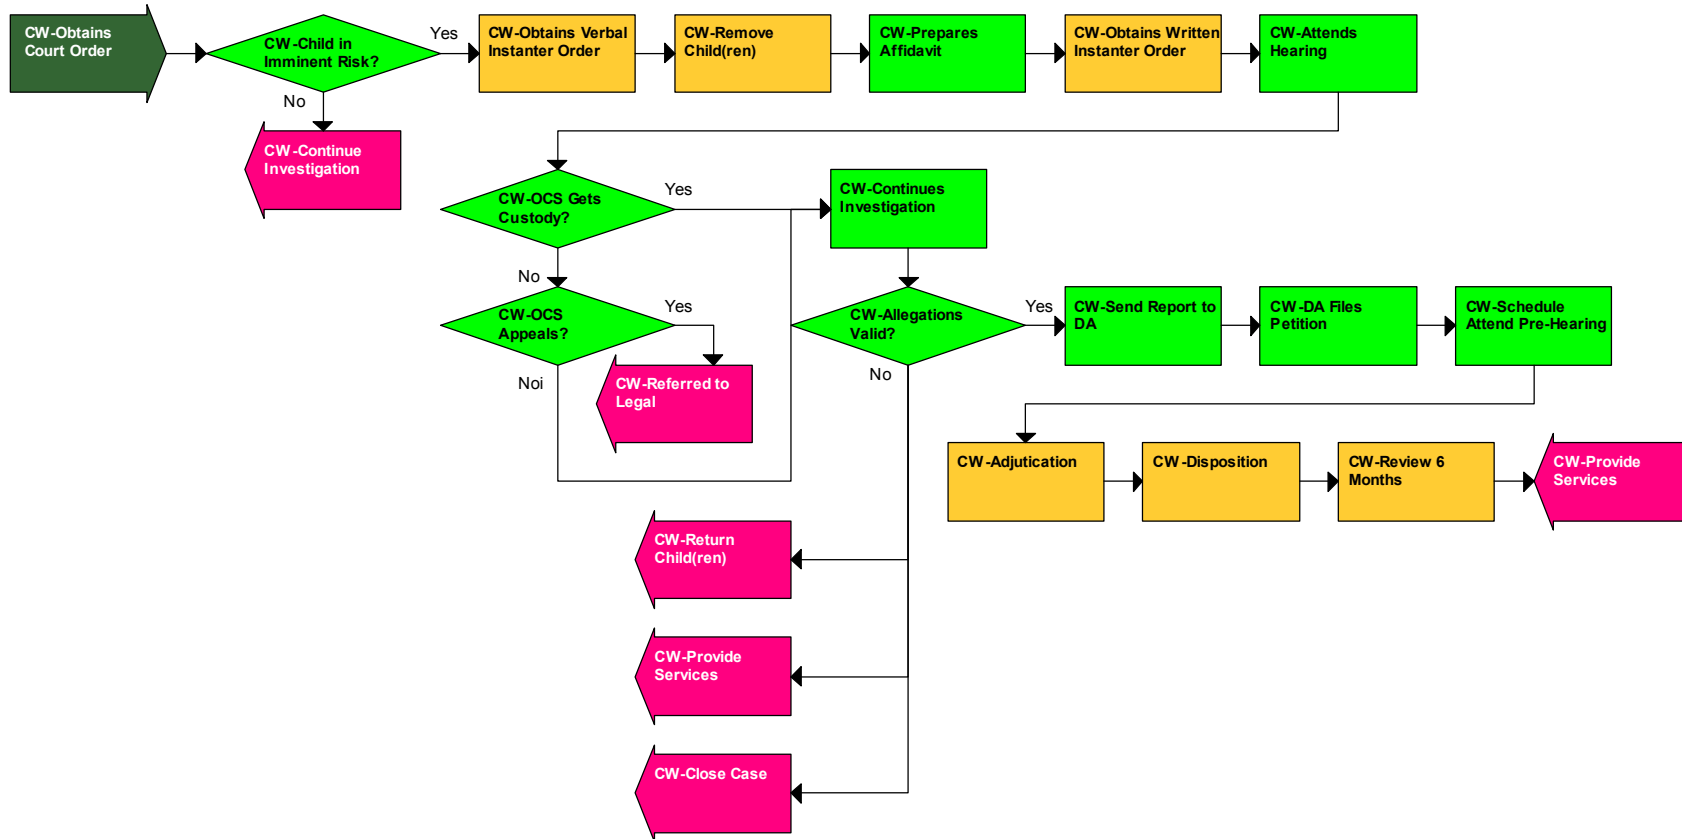 CW-Obtains
Court Order
CW-Child in
Imminent Risk?
Yes
CW-Obtains Verbal
Instanter Order
CW-Remove
Child(ren)
CW-Prepares
Affidavit
CW-Obtains Written
Instanter Order
CW-Attends
Hearing
No
CW-Continue
Investigation
CW-OCS Gets
Custody?
Yes
CW-Continues
Investigation
No
CW-OCS
Appeals?
Yes
CW-Allegations
Valid?
Yes
CW-Send Report to
DA
CW-DA Files
Petition
CW-Schedule
Attend Pre-Hearing
Noi
CW-Referred to
Legal
No
CW-Adjutication
CW-Disposition
CW-Review 6
Months
CW-Provide
Services
CW-Return
Child(ren)
CW-Provide
Services
CW-Close Case